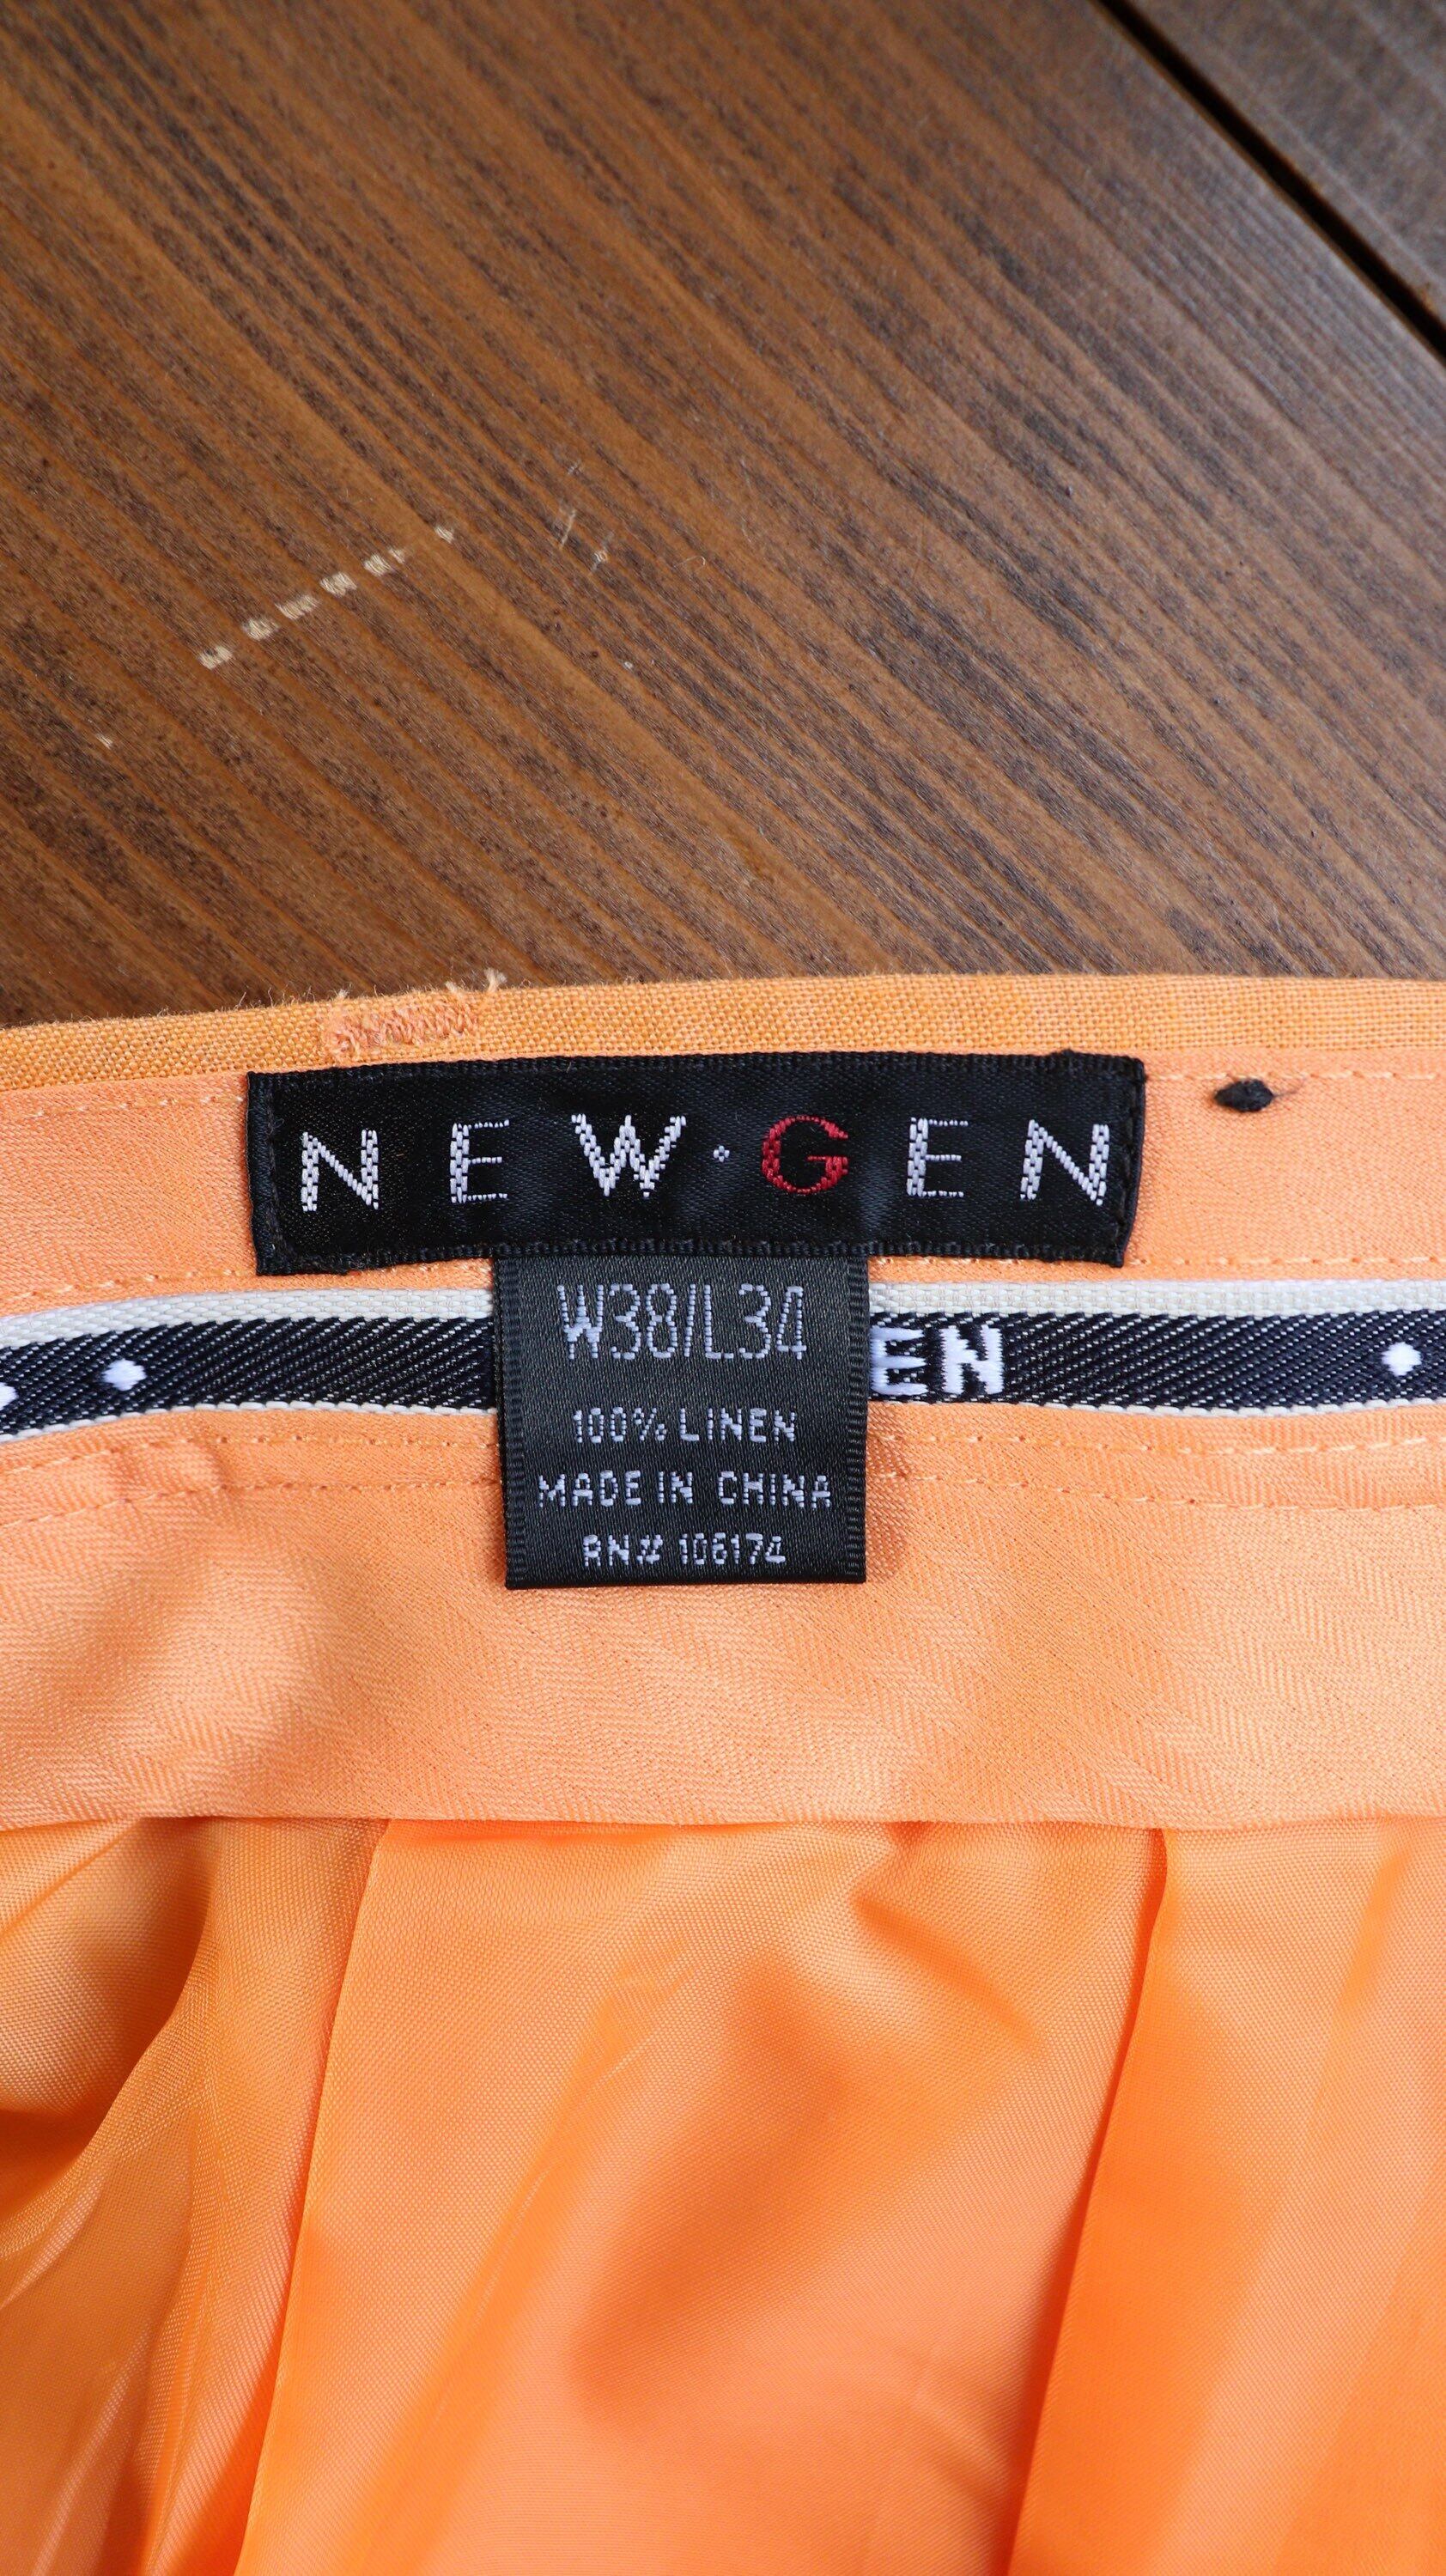 NEW·GEN
W38/L34
EN
100% LINEN
MADE IN CHINA
RN# 106174